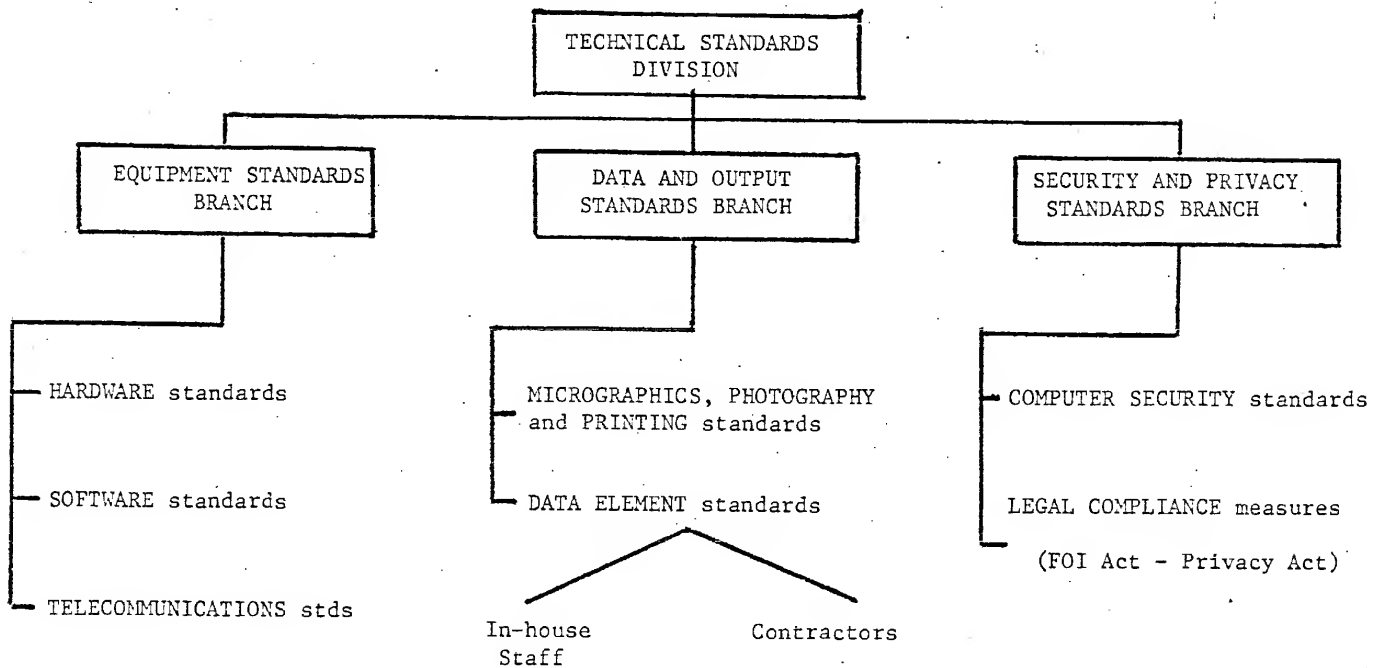 TECHNICAL STANDARDS
DIVISION
EQUIPMENT STANDARDS
BRANCH
DATA AND OUTPUT
STANDARDS BRANCH
SECURITY AND PRIVACY
STANDARDS BRANCH
HARDWARE standards
SOFTWARE standards
TELECOMMUNICATIONS stds
MICROGRAPHICS, PHOTOGRAPHY
and PRINTING standards
DATA ELEMENT standards
In-house
Staff
Contractors
COMPUTER SECURITY standards
LEGAL COMPLIANCE measures
(FOI Act - Privacy Act)